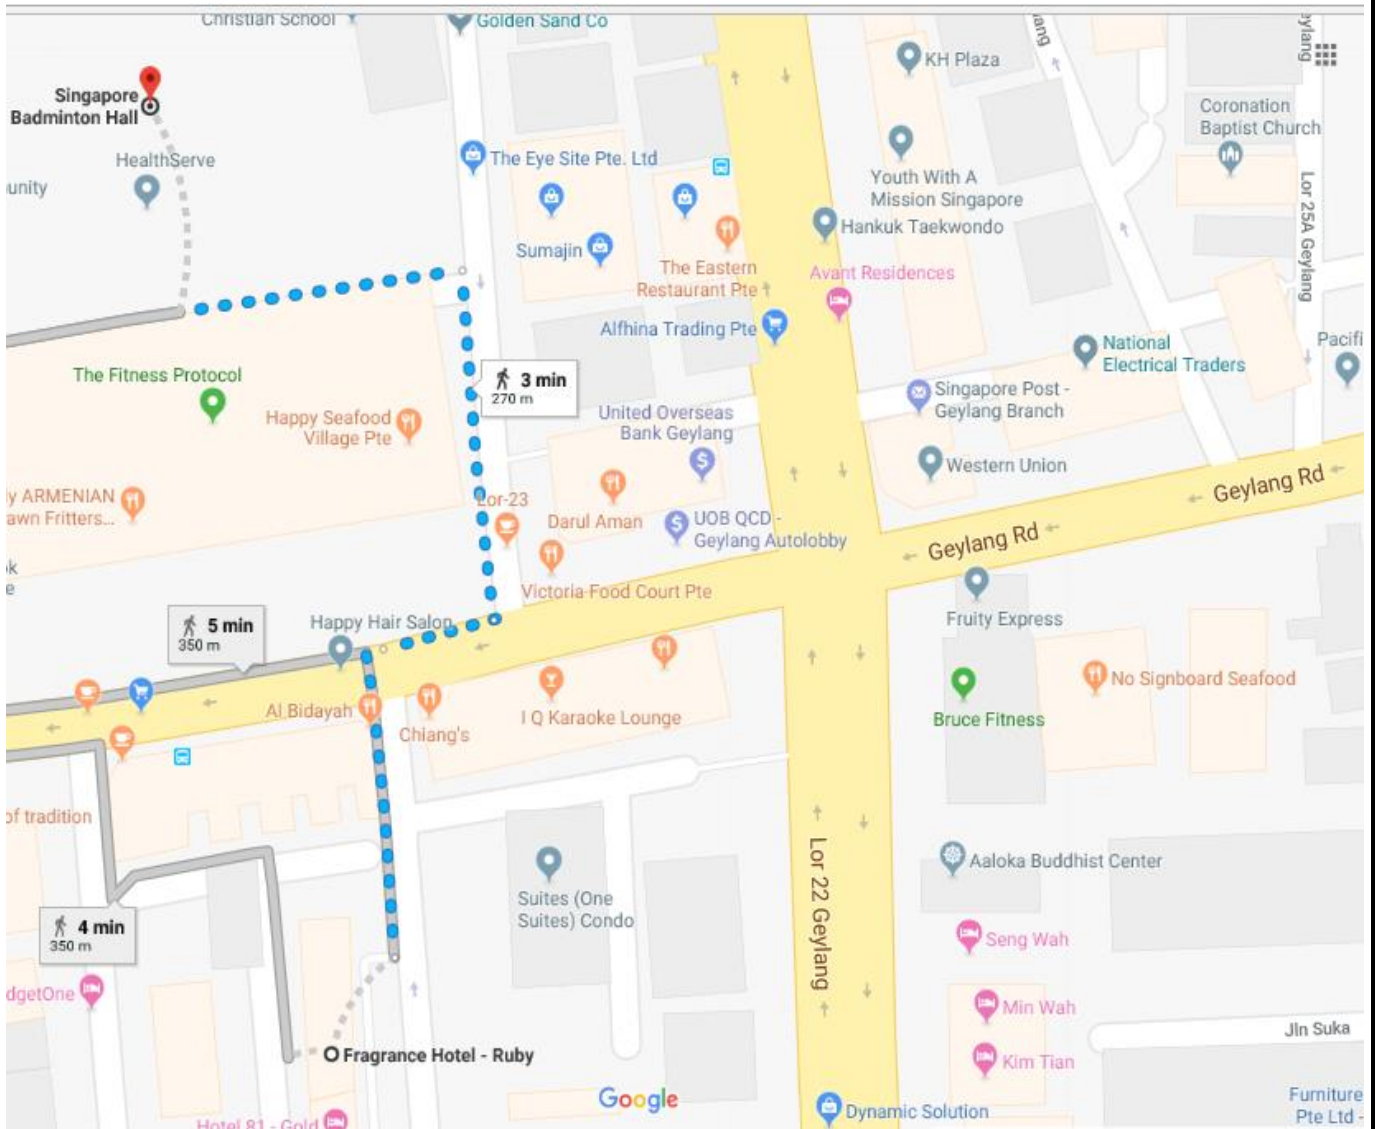 Christian School
Golden Sand Co
KH Plaza
Singapore
Badminton Hall
Coronation
Baptist Church
HealthServe
The Eye Site Pte. Ltd
unity
Youth With A
Mission Singapore
Lor 25A Geylang
Hankuk Taekwondo
Sumajin
The Eastern
Restaurant Pte
Avant Residences
Alfhina Trading Pte
National
Electrical Traders
Pacifi
The Fitness Protocol
3 min
270 m
Singapore Post -
Geylang Branch
Happy Seafood
Village Pte
United Overseas
Bank Geylang
Western Union
Geylang Rd
y ARMENIAN
awn Fritters...
Lor-23
Darul Aman
UOB QCD -
Geylang Autolobby
Geylang Rd
Victoria Food Court Pte
Fruity Express
5 min
350 m
Happy Hair Salon
No Signboard Seafood
Al Bidayah
Chiang's
I Q Karaoke Lounge
Bruce Fitness
of tradition
Lor 22 Geylang
Aaloka Buddhist Center
Suites (One
Suites) Condo
4 min
350 m
Seng Wah
dgetOne
Min Wah
Jln Suka
Fragrance Hotel - Ruby
Kim Tian
Google
Dynamic Solution
Furniture
Pte Ltd -
Hotel 81 - Gold